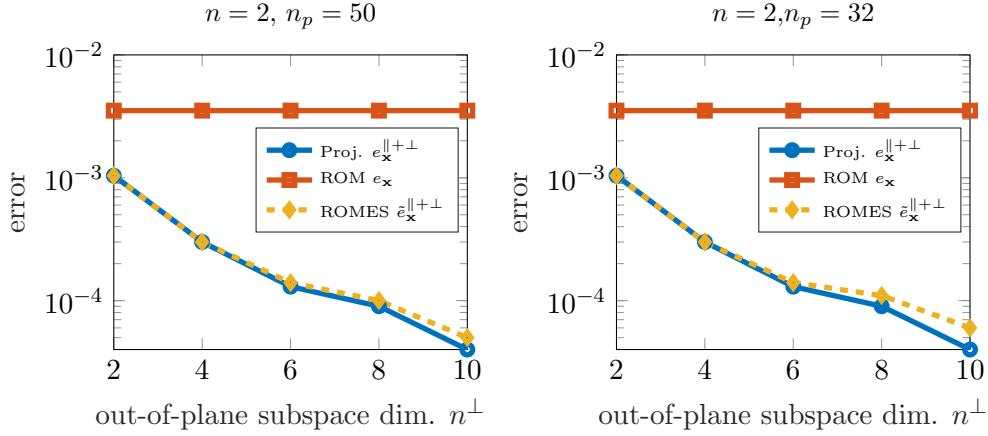 n = 2, n_p = 50
10^−2
10^−3
10^−4
error
Proj. e_x^{∥+⊥}
ROM e_x
ROMES ẽ_x^{∥+⊥}
2 4 6 8 10
out-of-plane subspace dim. n^⊥
n = 2,n_p = 32
10^−2
10^−3
10^−4
error
Proj. e_x^{∥+⊥}
ROM e_x
ROMES ẽ_x^{∥+⊥}
2 4 6 8 10
out-of-plane subspace dim. n^⊥